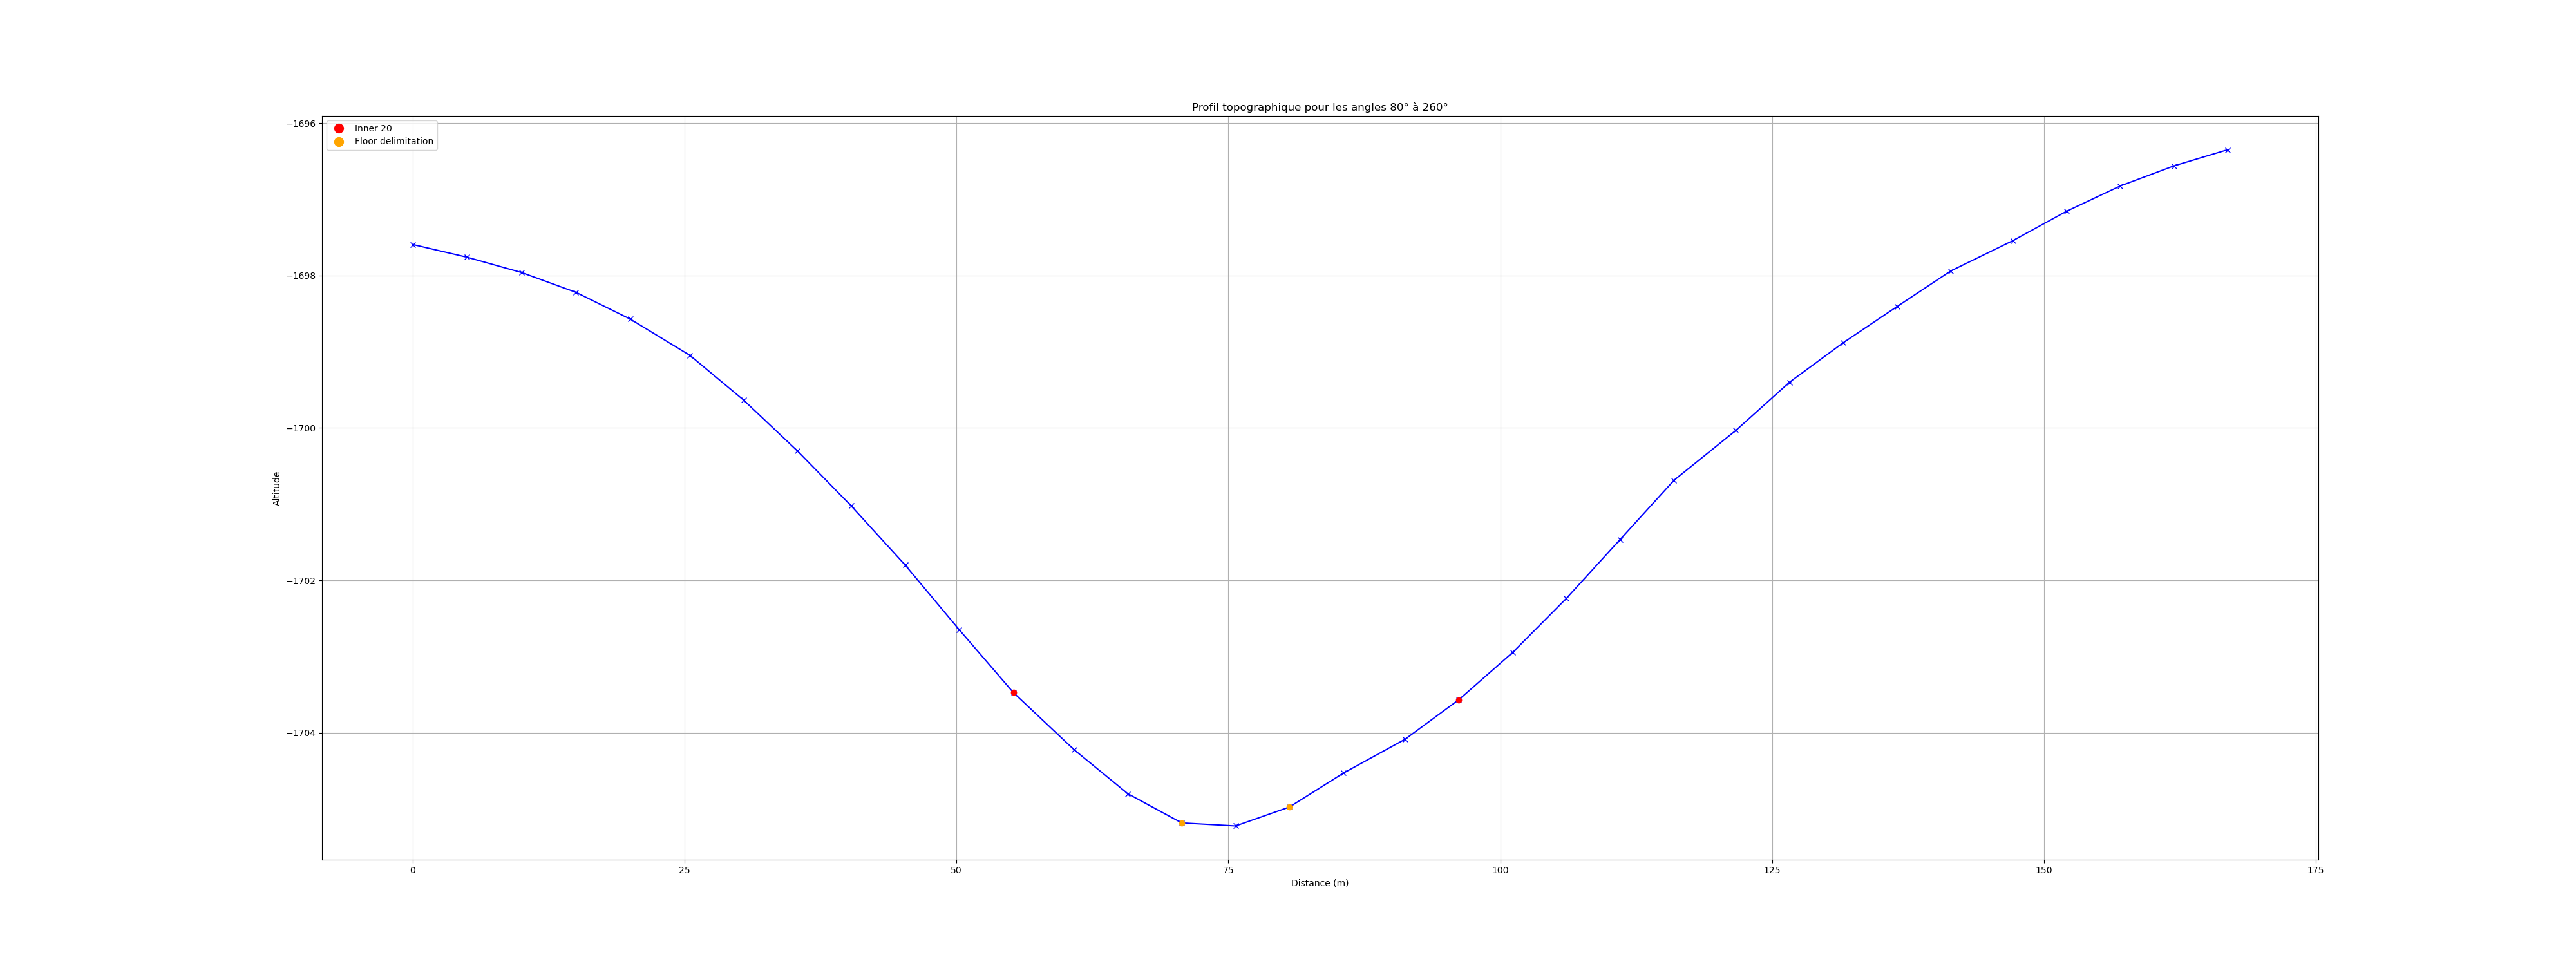 Profil topographique pour les angles 80° à 260°
Inner 20
Floor delimitation
−1696
−1698
−1700
−1702
−1704
Altitude
0 25 50 75 100 125 150 175
Distance (m)